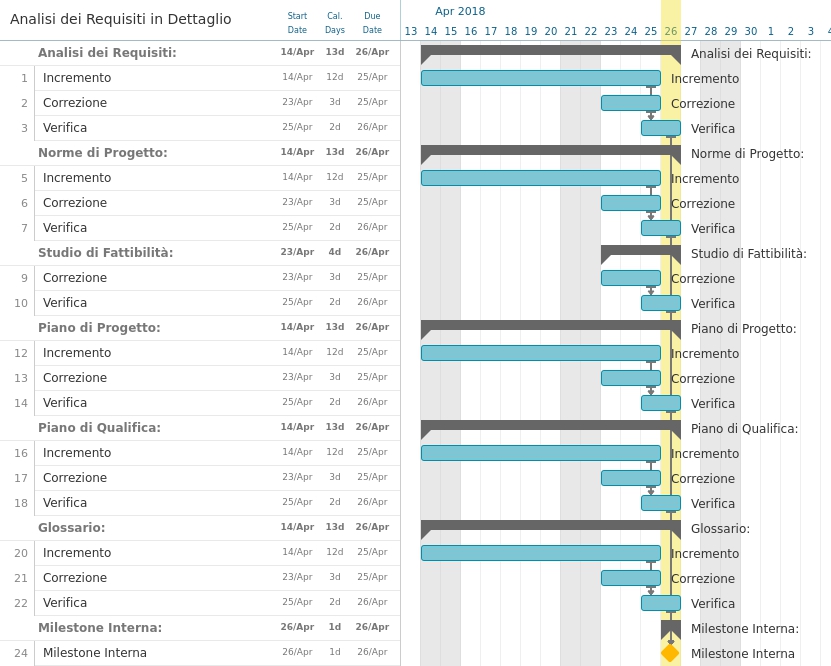 Analisi dei Requisiti in Dettaglio Start Date Cal. Days Due Date Apr 2018
13 14 15 16 17 18 19 20 21 22 23 24 25 26 27 28 29 30 1 2 3 4
Analisi dei Requisiti: 14/Apr 13d 26/Apr Analisi dei Requisiti:
1 Incremento 14/Apr 12d 25/Apr Incremento
2 Correzione 23/Apr 3d 25/Apr Correzione
3 Verifica 25/Apr 2d 26/Apr Verifica
Norme di Progetto: 14/Apr 13d 26/Apr Norme di Progetto:
5 Incremento 14/Apr 12d 25/Apr Incremento
6 Correzione 23/Apr 3d 25/Apr Correzione
7 Verifica 25/Apr 2d 26/Apr Verifica
Studio di Fattibilità: 23/Apr 4d 26/Apr Studio di Fattibilità:
9 Correzione 23/Apr 3d 25/Apr Correzione
10 Verifica 25/Apr 2d 26/Apr Verifica
Piano di Progetto: 14/Apr 13d 26/Apr Piano di Progetto:
12 Incremento 14/Apr 12d 25/Apr Incremento
13 Correzione 23/Apr 3d 25/Apr Correzione
14 Verifica 25/Apr 2d 26/Apr Verifica
Piano di Qualifica: 14/Apr 13d 26/Apr Piano di Qualifica:
16 Incremento 14/Apr 12d 25/Apr Incremento
17 Correzione 23/Apr 3d 25/Apr Correzione
18 Verifica 25/Apr 2d 26/Apr Verifica
Glossario: 14/Apr 13d 26/Apr Glossario:
20 Incremento 14/Apr 12d 25/Apr Incremento
21 Correzione 23/Apr 3d 25/Apr Correzione
22 Verifica 25/Apr 2d 26/Apr Verifica
Milestone Interna: 26/Apr 1d 26/Apr Milestone Interna:
24 Milestone Interna 26/Apr 1d 26/Apr Milestone Interna